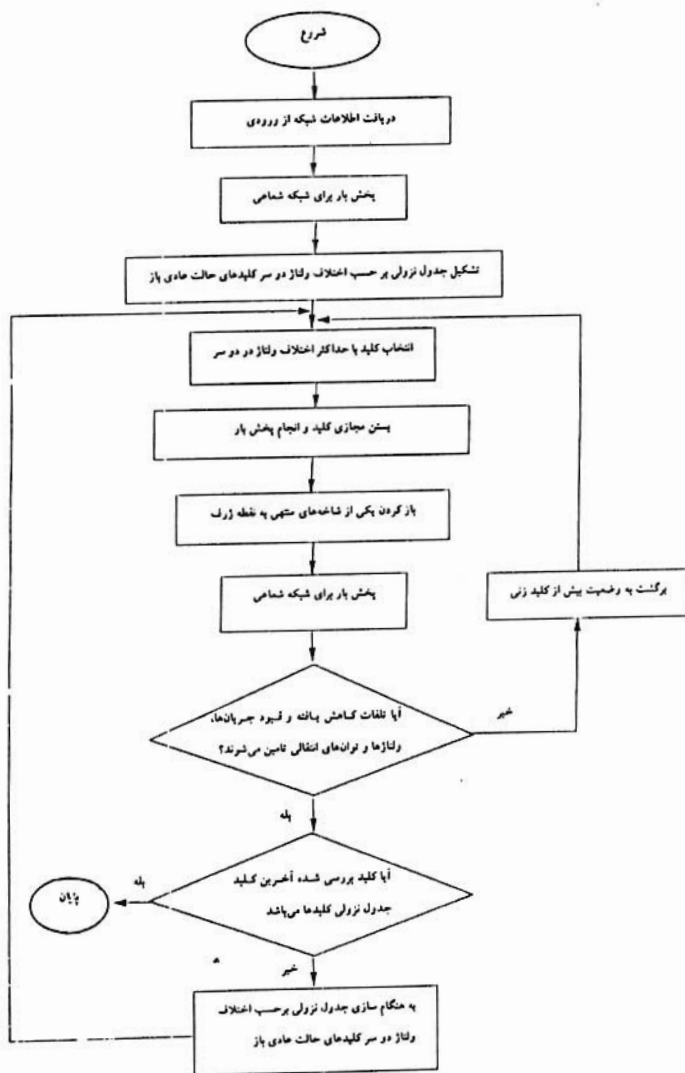 شروع
دریافت اطلاعات شبکه از ورودی
پخش بار برای شبکه شعاعی
تشکیل جدول نزولی بر حسب اختلاف ولتاژ دو سر کلیدهای حالت عادی باز
انتخاب کلید با حداکثر اختلاف ولتاژ در دو سر
بستن مجازی کلید و انجام پخش بار
باز کردن یکی از شاخه‌های منتهی به نقطه ژرف
پخش بار برای شبکه شعاعی
برگشت به وضعیت پیش از کلید زنی
آیا تلفات کاهش یافته و قیود جریان‌ها،
ولتاژها و توان‌های انتقالی تامین می‌شوند؟
خیر
بله
آیا کلید بررسی شده آخرین کلید
جدول نزولی کلیدها می‌باشد
بله
پایان
خیر
به هنگام سازی جدول نزولی برحسب اختلاف
ولتاژ دو سر کلیدهای حالت عادی باز